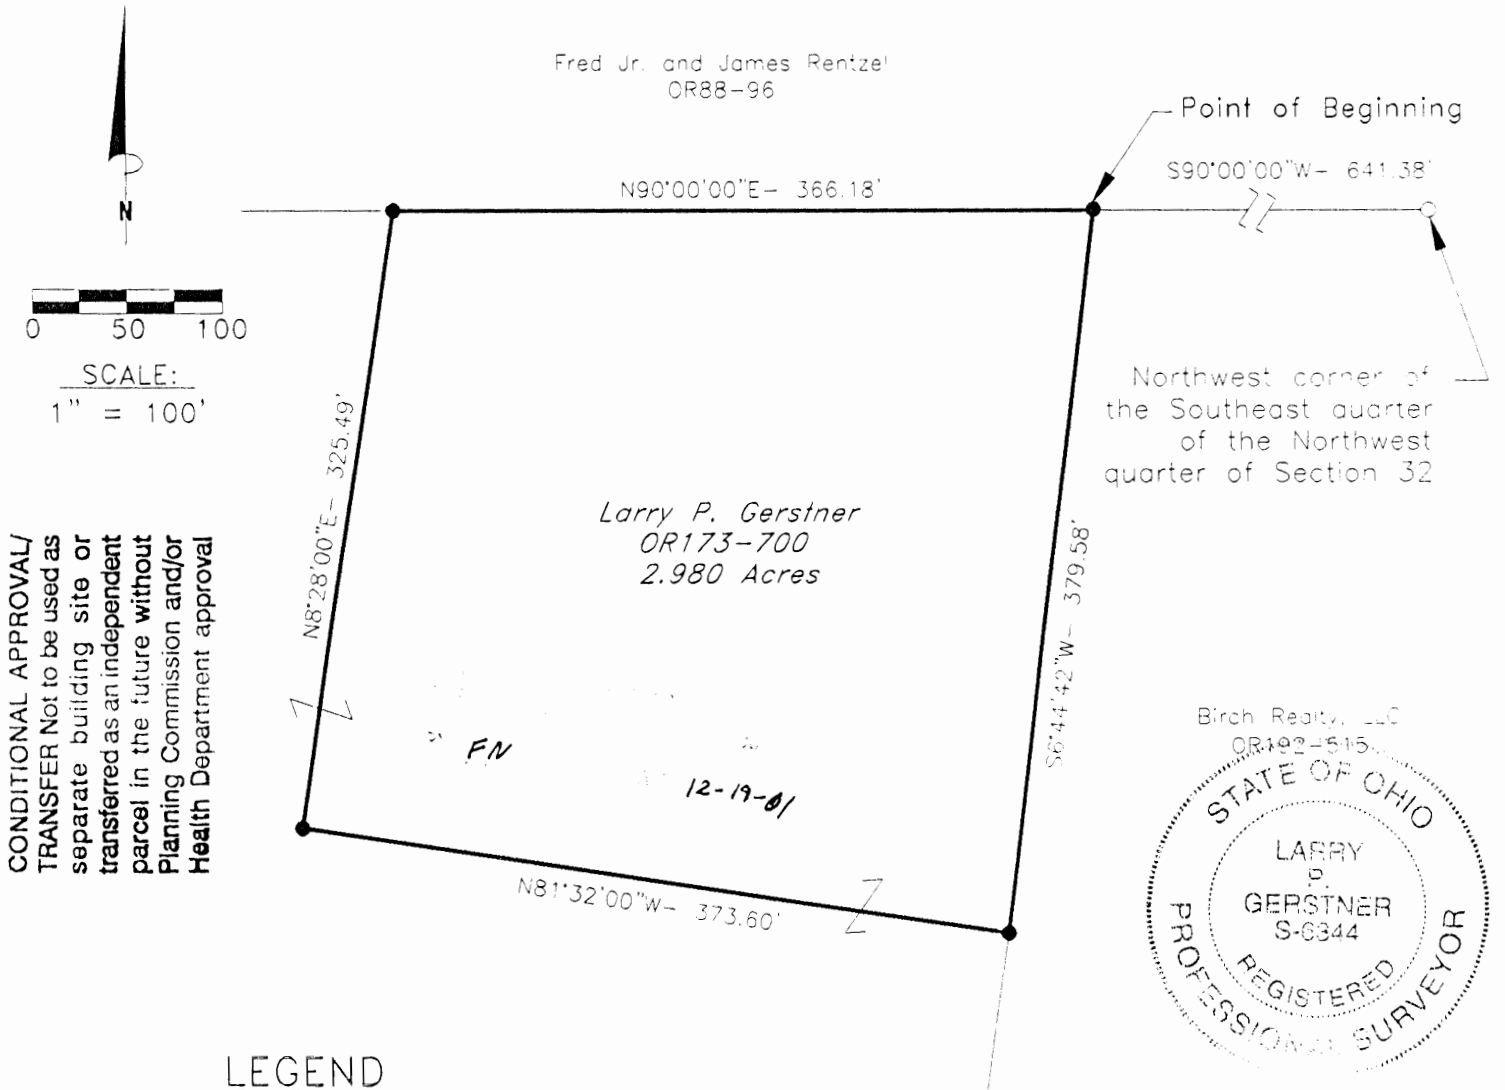 Fred Jr. and James Rentzel
OR88-96
Point of Beginning
S90°00'00"W- 641.38'
N90°00'00"E- 366.18'
N
0 50 100
SCALE:
1" = 100'
Northwest corner of
the Southeast quarter
of the Northwest
quarter of Section 32
N8°28'00"E- 325.49'
Larry P. Gerstner
OR173-700
2.980 Acres
S6°44'42"W- 379.58'
CONDITIONAL APPROVAL/
TRANSFER Not to be used as
separate building site or
transferred as an independent
parcel in the future without
Planning Commission and/or
Health Department approval
FN
12-19-01
N81°32'00"W- 373.60'
Birch Realty, LLC
OR192-515
STATE OF OHIO
LARRY
P.
GERSTNER
S-6344
REGISTERED
PROFESSIONAL SURVEYOR
LEGEND